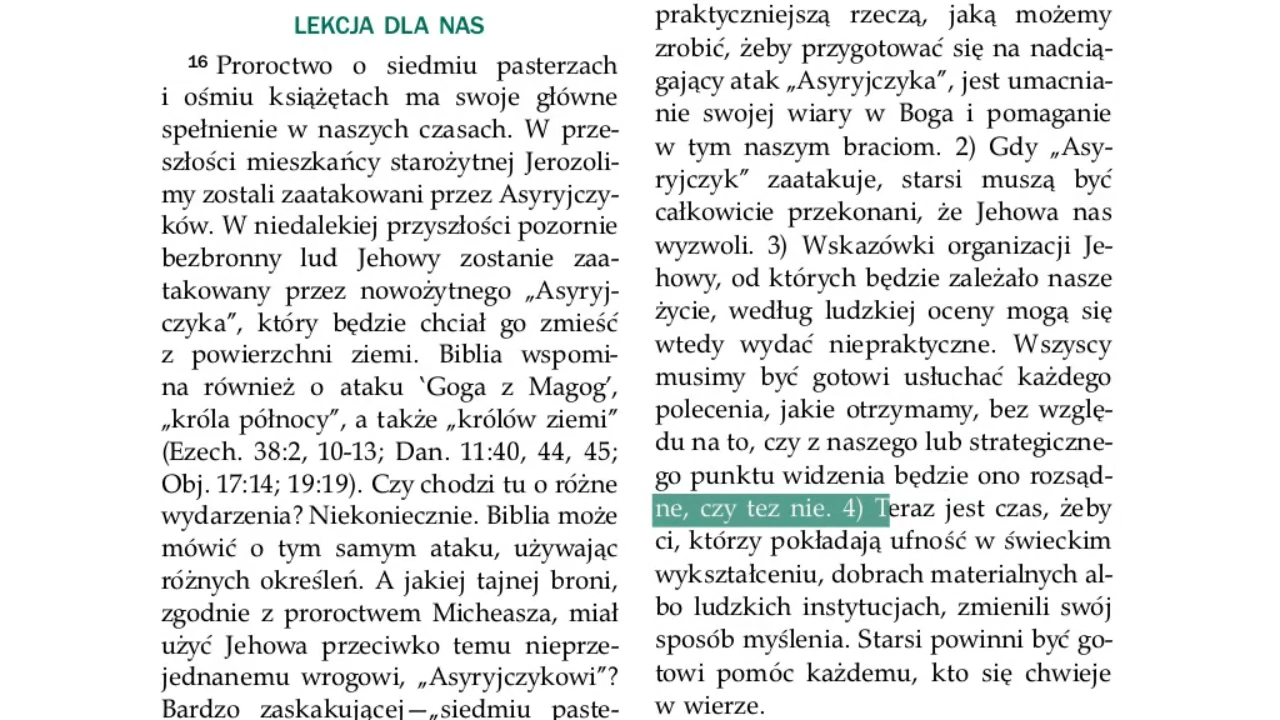 LEKCJA DLA NAS
16 Proroctwo o siedmiu pasterzach
i ośmiu książętach ma swoje główne
spełnienie w naszych czasach. W prze-
szłości mieszkańcy starożytnej Jerozoli-
my zostali zaatakowani przez Asyryjczy-
ków. W niedalekiej przyszłości pozornie
bezbronny lud Jehowy zostanie zaa-
takowany przez nowożytnego „Asyryj-
czyka”, który będzie chciał go zmieść
z powierzchni ziemi. Biblia wspomi-
na również o ataku ‘Goga z Magog’,
„króla północy”, a także „królów ziemi”
(Ezech. 38:2, 10-13; Dan. 11:40, 44, 45;
Obj. 17:14; 19:19). Czy chodzi tu o różne
wydarzenia? Niekoniecznie. Biblia może
mówić o tym samym ataku, używając
różnych określeń. A jakiej tajnej broni,
zgodnie z proroctwem Micheasza, miał
użyć Jehowa przeciwko temu nieprze-
jednanemu wrogowi, „Asyryjczykowi”?
Bardzo zaskakującej—„siedmiu paste-
praktyczniejszą rzeczą, jaką możemy
zrobić, żeby przygotować się na nadcią-
gający atak „Asyryjczyka”, jest umacnia-
nie swojej wiary w Boga i pomaganie
w tym naszym braciom. 2) Gdy „Asy-
ryjczyk” zaatakuje, starsi muszą być
całkowicie przekonani, że Jehowa nas
wyzwoli. 3) Wskazówki organizacji Je-
howy, od których będzie zależało nasze
życie, według ludzkiej oceny mogą się
wtedy wydać niepraktyczne. Wszyscy
musimy być gotowi usłuchać każdego
polecenia, jakie otrzymamy, bez wzglę-
du na to, czy z naszego lub strategiczne-
go punktu widzenia będzie ono rozsąd-
ne, czy tez nie. 4) Teraz jest czas, żeby
ci, którzy pokładają ufność w świeckim
wykształceniu, dobrach materialnych al-
bo ludzkich instytucjach, zmienili swój
sposób myślenia. Starsi powinni być go-
towi pomóc każdemu, kto się chwieje
w wierze.